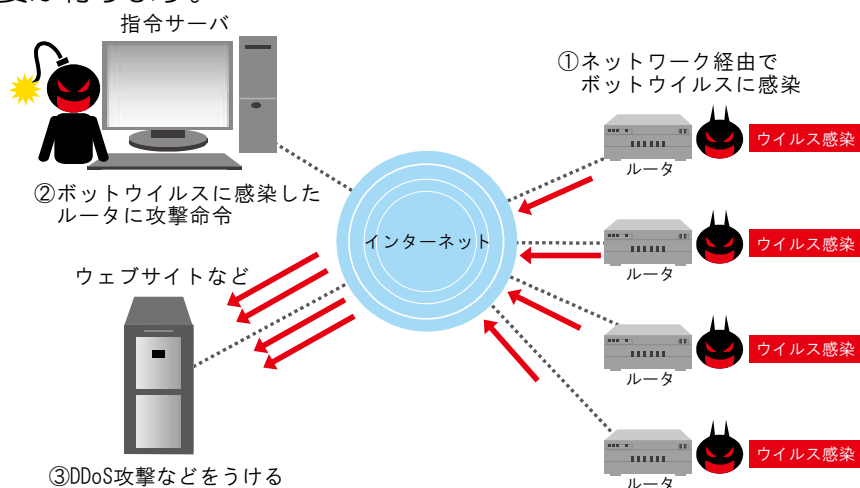 指令サーバ
①ネットワーク経由で
ボットウイルスに感染
ウイルス感染
ルータ
②ボットウイルスに感染した
ルータに攻撃命令
インターネット
ウイルス感染
ルータ
ウェブサイトなど
ウイルス感染
ルータ
ウイルス感染
ルータ
③DDoS攻撃などをうける